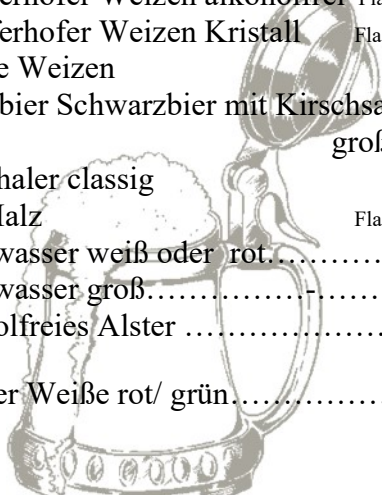 erhofer Weizen alkoholfrei Fla
erhofer Weizen Kristall Fla
e Weizen
bier Schwarzbier mit Kirschsa
groß
haler classig
Malz Fla
wasser weiß oder rot…………
wasser groß……………-……
olfreies Alster ………………
er Weiße rot/ grün……………